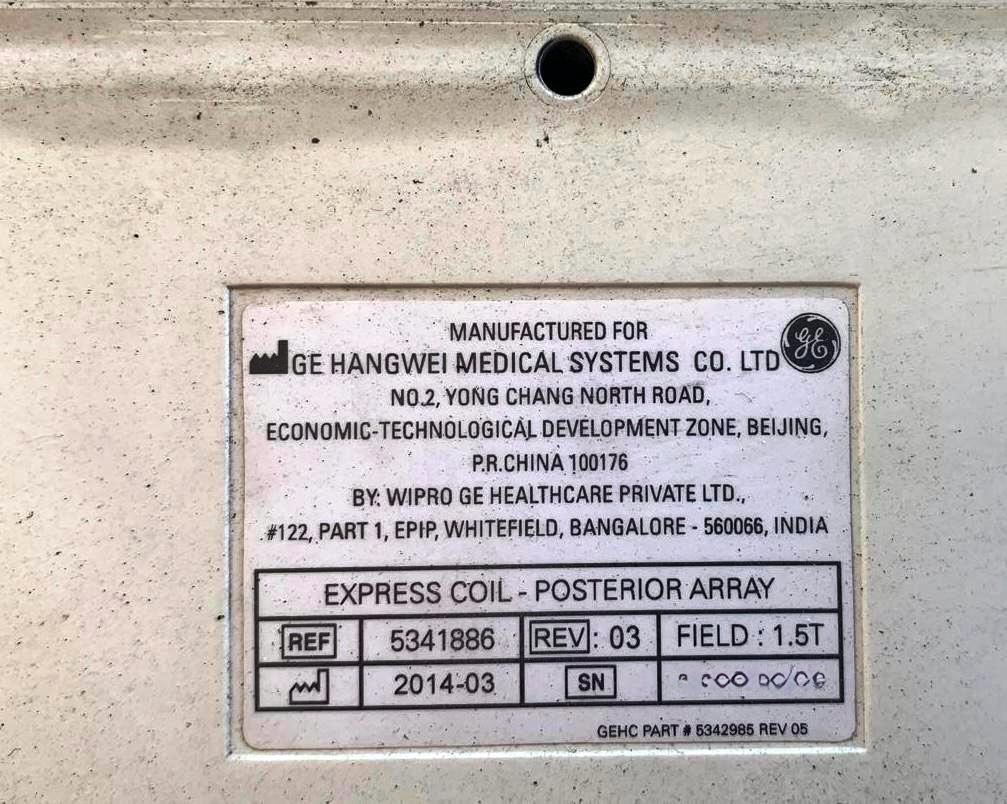 MANUFACTURED FOR
GE HANGWEI MEDICAL SYSTEMS CO. LTD GE
NO.2, YONG CHANG NORTH ROAD,
ECONOMIC-TECHNOLOGICAL DEVELOPMENT ZONE, BEIJING,
P.R.CHINA 100176
BY: WIPRO GE HEALTHCARE PRIVATE LTD.,
#122, PART 1, EPIP, WHITEFIELD, BANGALORE - 560066, INDIA
EXPRESS COIL - POSTERIOR ARRAY
REF 5341886 REV: 03 FIELD : 1.5T
2014-03 SN
GEHC PART # 5342985 REV 05